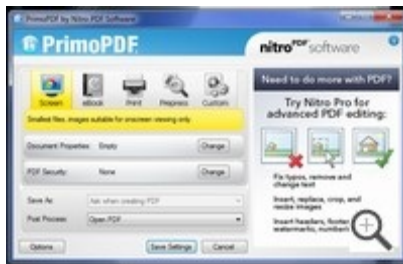 PrimoPDF by Nitro PDF Software
PrimoPDF
nitro PDF software
Screen
eBook
Print
Prepress
Custom
Smallest files, images suitable for onscreen viewing only
Document Properties: Empty
Change
PDF Security: None
Change
Save As: Ask when creating PDF
Post Process: Open PDF
Options
Save Settings
Cancel
Need to do more with PDF?
Try Nitro Pro for
advanced PDF editing:
Fix typos, remove and
change text
Insert, replace, crop, and
resize images
Insert headers, footer
watermarks, number